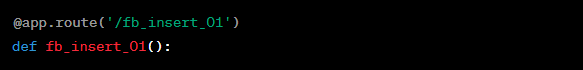 @app.route('/fb_insert_01')
def fb_insert_01():